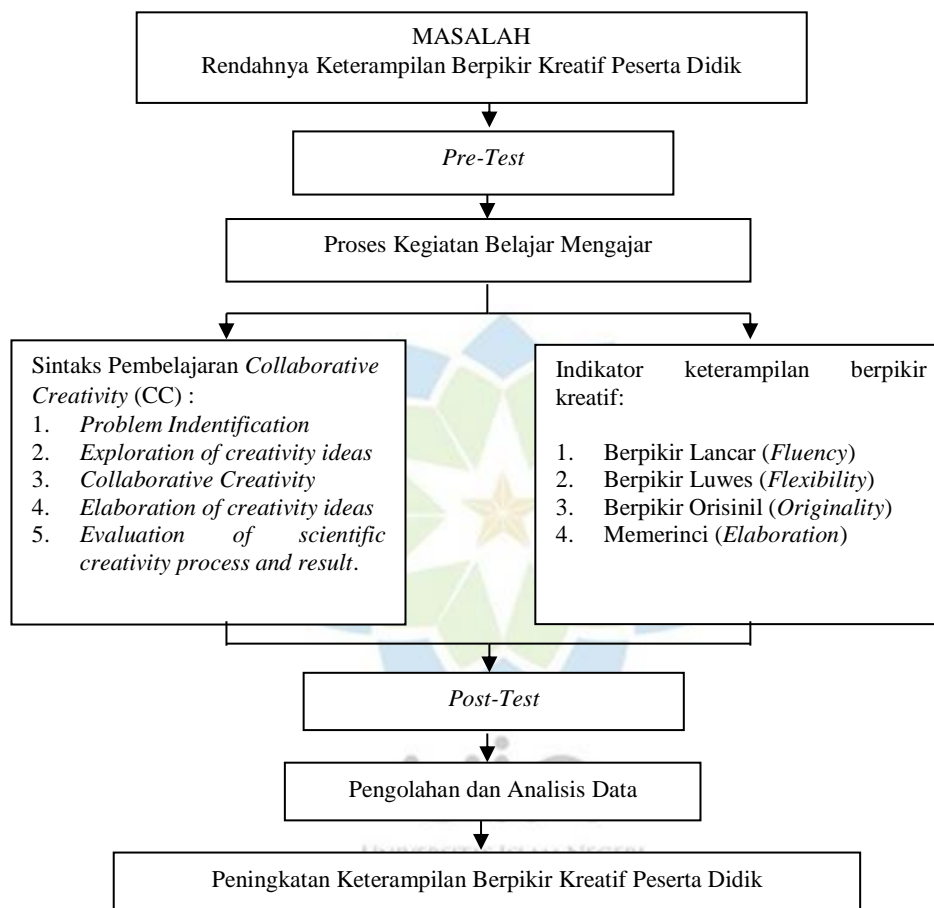 MASALAH
Rendahnya Keterampilan Berpikir Kreatif Peserta Didik
Pre-Test
Proses Kegiatan Belajar Mengajar
Sintaks Pembelajaran Collaborative
Creativity (CC) :
1. Problem Indentification
2. Exploration of creativity ideas
3. Collaborative Creativity
4. Elaboration of creativity ideas
5. Evaluation of scientific
creativity process and result.
Indikator keterampilan berpikir
kreatif:
1. Berpikir Lancar (Fluency)
2. Berpikir Luwes (Flexibility)
3. Berpikir Orisinil (Originality)
4. Memerinci (Elaboration)
Post-Test
Pengolahan dan Analisis Data
Peningkatan Keterampilan Berpikir Kreatif Peserta Didik